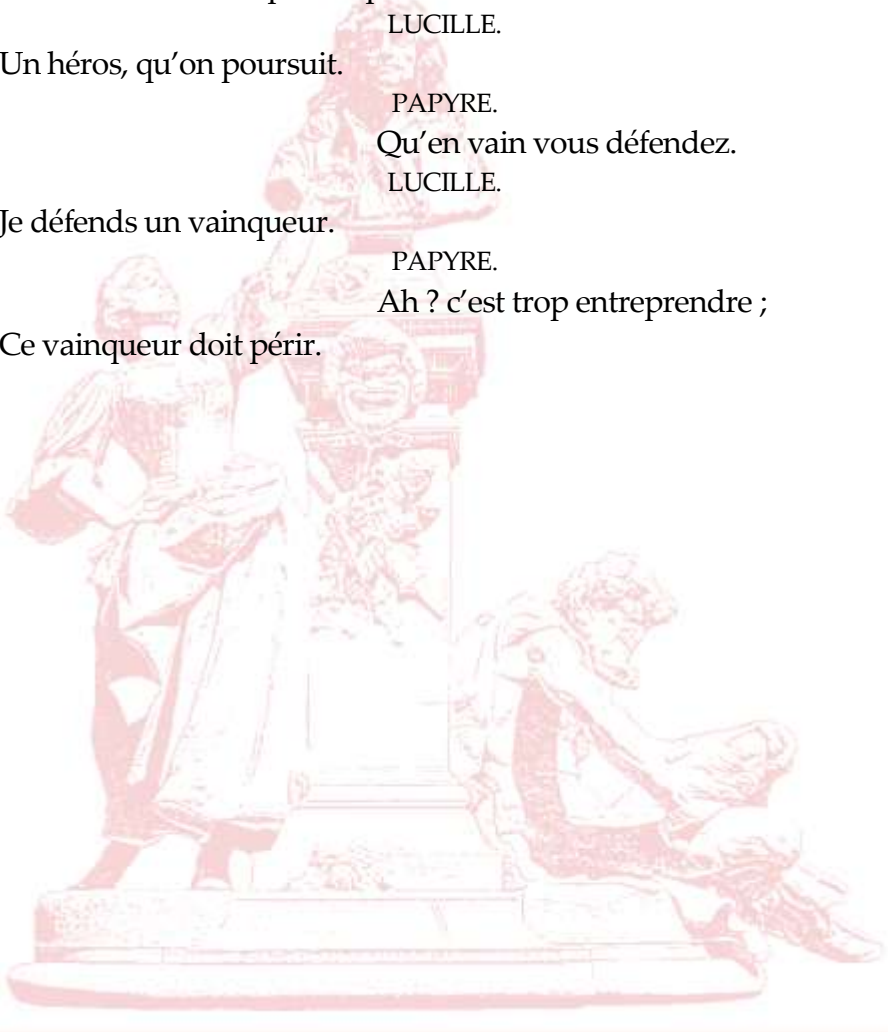 LUCILLE.
Un héros, qu’on poursuit.
PAPYRE.
Qu’en vain vous défendez.
LUCILLE.
Je défends un vainqueur.
PAPYRE.
Ah ? c’est trop entreprendre ;
Ce vainqueur doit périr.